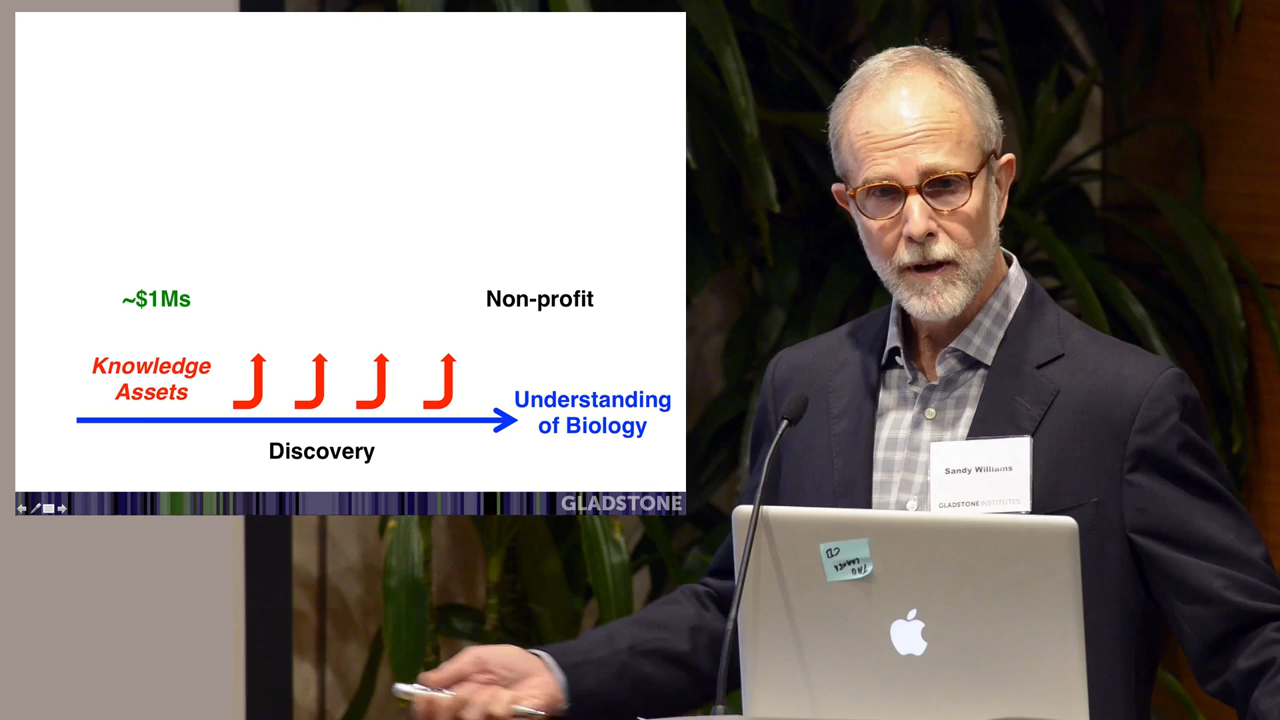 ~$1Ms
Non-profit
Knowledge
Assets
Understanding
of Biology
Discovery
GLADSTONE
Sandy Williams
GLADSTONE INSTITUTES